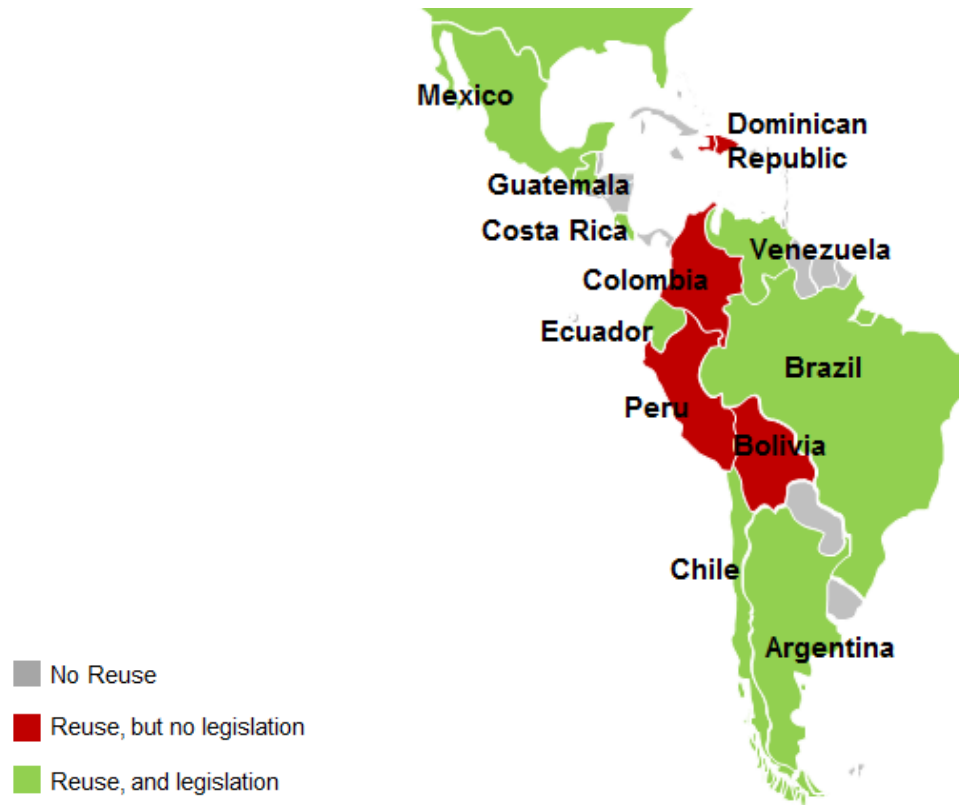 Mexico
Dominican
Republic
Guatemala
Costa Rica
Venezuela
Colombia
Ecuador
Brazil
Peru
Bolivia
Chile
Argentina
No Reuse
Reuse, but no legislation
Reuse, and legislation